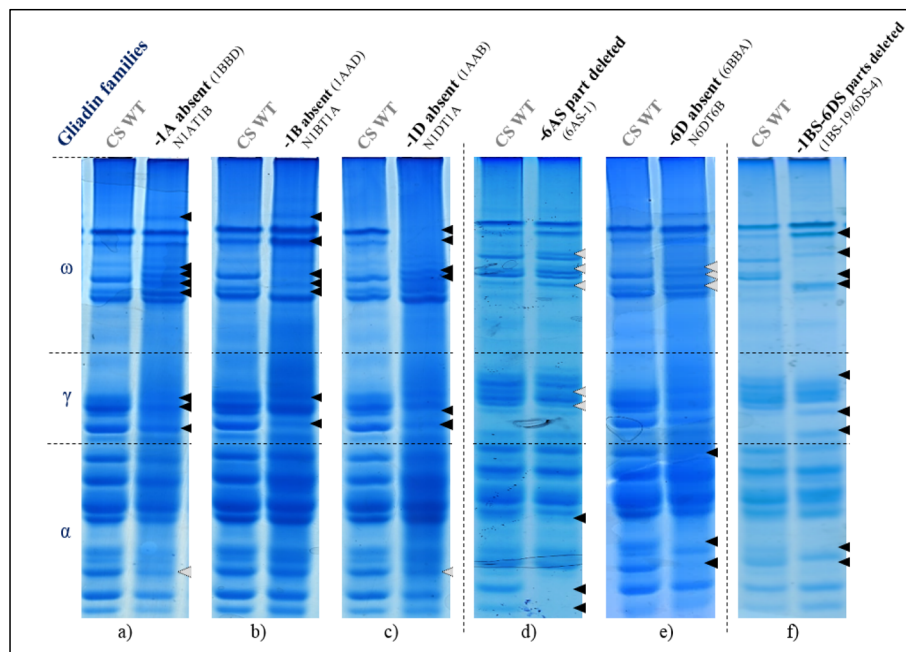 Gliadin families
CS WT
-1A absent (1BBD)
N1AT1B
CS WT
-1B absent (1AAD)
N1BT1A
CS WT
-1D absent (1AAB)
N1DT1A
CS WT
-6AS part deleted
(6AS-1)
CS WT
-6D absent (6BBA)
N6DT6B
CS WT
-1BS-6DS parts deleted
(1BS-19/6DS-4)
ω
γ
α
a)
b)
c)
d)
e)
f)